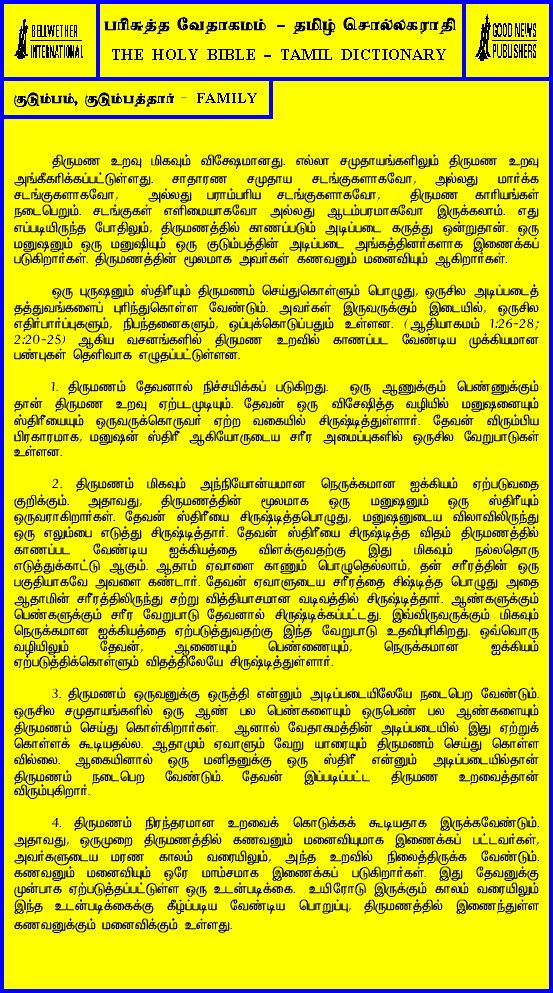 BELLWETHER
INTERNATIONAL
பரிசுத்த வேதாகமம் - தமிழ் சொல்லகராதி
THE HOLY BIBLE - TAMIL DICTIONARY
GOOD NEWS
PUBLISHERS
குடும்பம், குடும்பத்தார் - FAMILY
திருமண உறவு மிகவும் விசேஷமானது. எல்லா சமுதாயங்களிலும் திருமண உறவு
அங்கீகரிக்கப்பட்டுள்ளது. சாதாரண சமுதாய சடங்குகளாகவோ, அல்லது மார்க்க
சடங்குகளாகவோ, அல்லது பராம்பரிய சடங்குகளாகவோ, திருமண காரியங்கள்
நடைபெறும். சடங்குகள் எளிமையாகவோ அல்லது ஆடம்பரமாகவோ இருக்கலாம். எது
எப்படியிருந்த போதிலும், திருமணத்தில் காணப்படும் அடிப்படை கருத்து ஒன்றுதான். ஒரு
மனுஷனும் ஒரு மனுஷியும் ஒரு குடும்பத்தின் அடிப்படை அங்கத்தினர்களாக இணைக்கப்
படுகிறார்கள். திருமணத்தின் மூலமாக அவர்கள் கணவனும் மனைவியும் ஆகிறார்கள்.
ஒரு புருஷனும் ஸ்திரீயும் திருமணம் செய்துகொள்ளும் பொழுது, ஒருசில அடிப்படைத்
தத்துவங்களைப் புரிந்துகொள்ள வேண்டும். அவர்கள் இருவருக்கும் இடையில், ஒருசில
எதிர்பார்ப்புகளும், நிபந்தனைகளும், ஒப்புக்கொடுப்பதும் உள்ளன. (ஆதியாகமம் 1:26-28;
2:20-25) ஆகிய வசனங்களில் திருமண உறவில் காணப்பட வேண்டிய முக்கியமான
பண்புகள் தெளிவாக எழுதப்பட்டுள்ளன.
1. திருமணம் தேவனால் நிச்சயிக்கப் படுகிறது. ஒரு ஆணுக்கும் பெண்ணுக்கும்
தான் திருமண உறவு ஏற்படமுடியும். தேவன் ஒரு விசேஷித்த வழியில் மனுஷனையும்
ஸ்திரீயையும் ஒருவருக்கொருவர் ஏற்ற வகையில் சிருஷ்டித்துள்ளார். தேவன் விரும்பிய
பிரகாரமாக, மனுஷன் ஸ்திரீ ஆகியோருடைய சரீர அமைப்புகளில் ஒருசில வேறுபாடுகள்
உள்ளன.
2. திருமணம் மிகவும் அந்நியோன்யமான நெருக்கமான ஐக்கியம் ஏற்படுவதை
குறிக்கும். அதாவது, திருமணத்தின் மூலமாக ஒரு மனுஷனும் ஒரு ஸ்திரீயும்
ஒருவராகிறார்கள். தேவன் ஸ்திரீயை சிருஷ்டித்தபொழுது, மனுஷனுடைய விலாவிலிருந்து
ஒரு எலும்பை எடுத்து சிருஷ்டித்தார். தேவன் ஸ்திரீயை சிருஷ்டித்த விதம் திருமணத்தில்
காணப்பட வேண்டிய ஐக்கியத்தை விளக்குவதற்கு இது மிகவும் நல்லதொரு
எடுத்துக்காட்டு ஆகும். ஆதாம் ஏவாளை காணும் பொழுதெல்லாம், தன் சரீரத்தின் ஒரு
பகுதியாகவே அவளை கண்டார். தேவன் ஏவாளுடைய சரீரத்தை சிஷ்டித்த பொழுது அதை
ஆதாமின் சரீரத்திலிருந்து சற்று வித்தியாசமான வடிவத்தில் சிருஷ்டித்தார். ஆண்களுக்கும்
பெண்களுக்கும் சரீர வேறுபாடு தேவனால் சிருஷ்டிக்கப்பட்டது. இவ்விருவருக்கும் மிகவும்
நெருக்கமான ஐக்கியத்தை ஏற்படுத்துவதற்கு இந்த வேறுபாடு உதவிபுரிகிறது. ஒவ்வொரு
வழியிலும் தேவன், ஆணையும் பெண்ணையும், நெருக்கமான ஐக்கியம்
ஏற்படுத்திக்கொள்ளும் விதத்திலேயே சிருஷ்டித்துள்ளார்.
3. திருமணம் ஒருவனுக்கு ஒருத்தி என்னும் அடிப்படையிலேயே நடைபெற வேண்டும்.
ஒருசில சமுதாயங்களில் ஒரு ஆண் பல பெண்களையும் ஒருபெண் பல ஆண்களையும்
திருமணம் செய்து கொள்கிறார்கள். ஆனால் வேதாகமத்தின் அடிப்படையில் இது ஏற்றுக்
கொள்ளக் கூடியதல்ல. ஆதாமும் ஏவாளும் வேறு யாரையும் திருமணம் செய்து கொள்ள
வில்லை. ஆகையினால் ஒரு மனிதனுக்கு ஒரு ஸ்திரீ என்னும் அடிப்படையில்தான்
திருமணம் நடைபெற வேண்டும். தேவன் இப்படிப்பட்ட திருமண உறவைத்தான்
விரும்புகிறார்.
4. திருமணம் நிரந்தரமான உறவைக் கொடுக்கக் கூடியதாக இருக்கவேண்டும்.
அதாவது, ஒருமுறை திருமணத்தில் கணவனும் மனைவியுமாக இணைக்கப் பட்டவர்கள்,
அவர்களுடைய மரண காலம் வரையிலும், அந்த உறவில் நிலைத்திருக்க வேண்டும்.
கணவனும் மனைவியும் ஒரே மாம்சமாக இணைக்கப் படுகிறார்கள். இது தேவனுக்கு
முன்பாக ஏற்படுத்தப்பட்டுள்ள ஒரு உடன்படிக்கை. உயிரோடு இருக்கும் காலம் வரையிலும்
இந்த உடன்படிக்கைக்கு கீழ்ப்படிய வேண்டிய பொறுப்பு, திருமணத்தில் இணைந்துள்ள
கணவனுக்கும் மனைவிக்கும் உள்ளது.